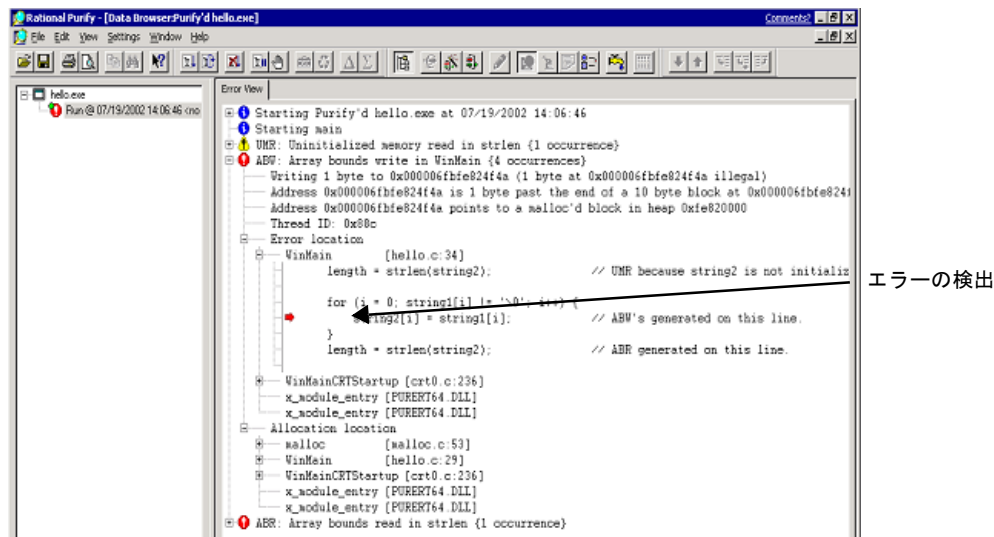 Rational Purify - [Data Browser:Purify'd hello.exe]
Comments?
File Edit View Settings Window Help
hello.exe
Run @ 07/19/2002 14:06:46 <no
Error View
Starting Purify'd hello.exe at 07/19/2002 14:06:46
Starting main
UMR: Uninitialized memory read in strlen {1 occurrence}
ABW: Array bounds write in WinMain {4 occurrences}
Writing 1 byte to 0x000006fbfe824f4a (1 byte at 0x000006fbfe824f4a illegal)
Address 0x000006fbfe824f4a is 1 byte past the end of a 10 byte block at 0x000006fbfe824f
Address 0x000006fbfe824f4a points to a malloc'd block in heap 0xfe820000
Thread ID: 0x88c
Error location
WinMain [hello.c:34]
length = strlen(string2); // UMR because string2 is not initializ
for (i = 0; string1[i] != '\0'; i++) {
string2[i] = string1[i]; // ABW's generated on this line.
}
length = strlen(string2); // ABR generated on this line.
WinMainCRTStartup [crt0.c:236]
x_module_entry [PURERT64.DLL]
x_module_entry [PURERT64.DLL]
Allocation location
malloc [malloc.c:53]
WinMain [hello.c:29]
WinMainCRTStartup [crt0.c:236]
x_module_entry [PURERT64.DLL]
x_module_entry [PURERT64.DLL]
ABR: Array bounds read in strlen {1 occurrence}
エラーの検出